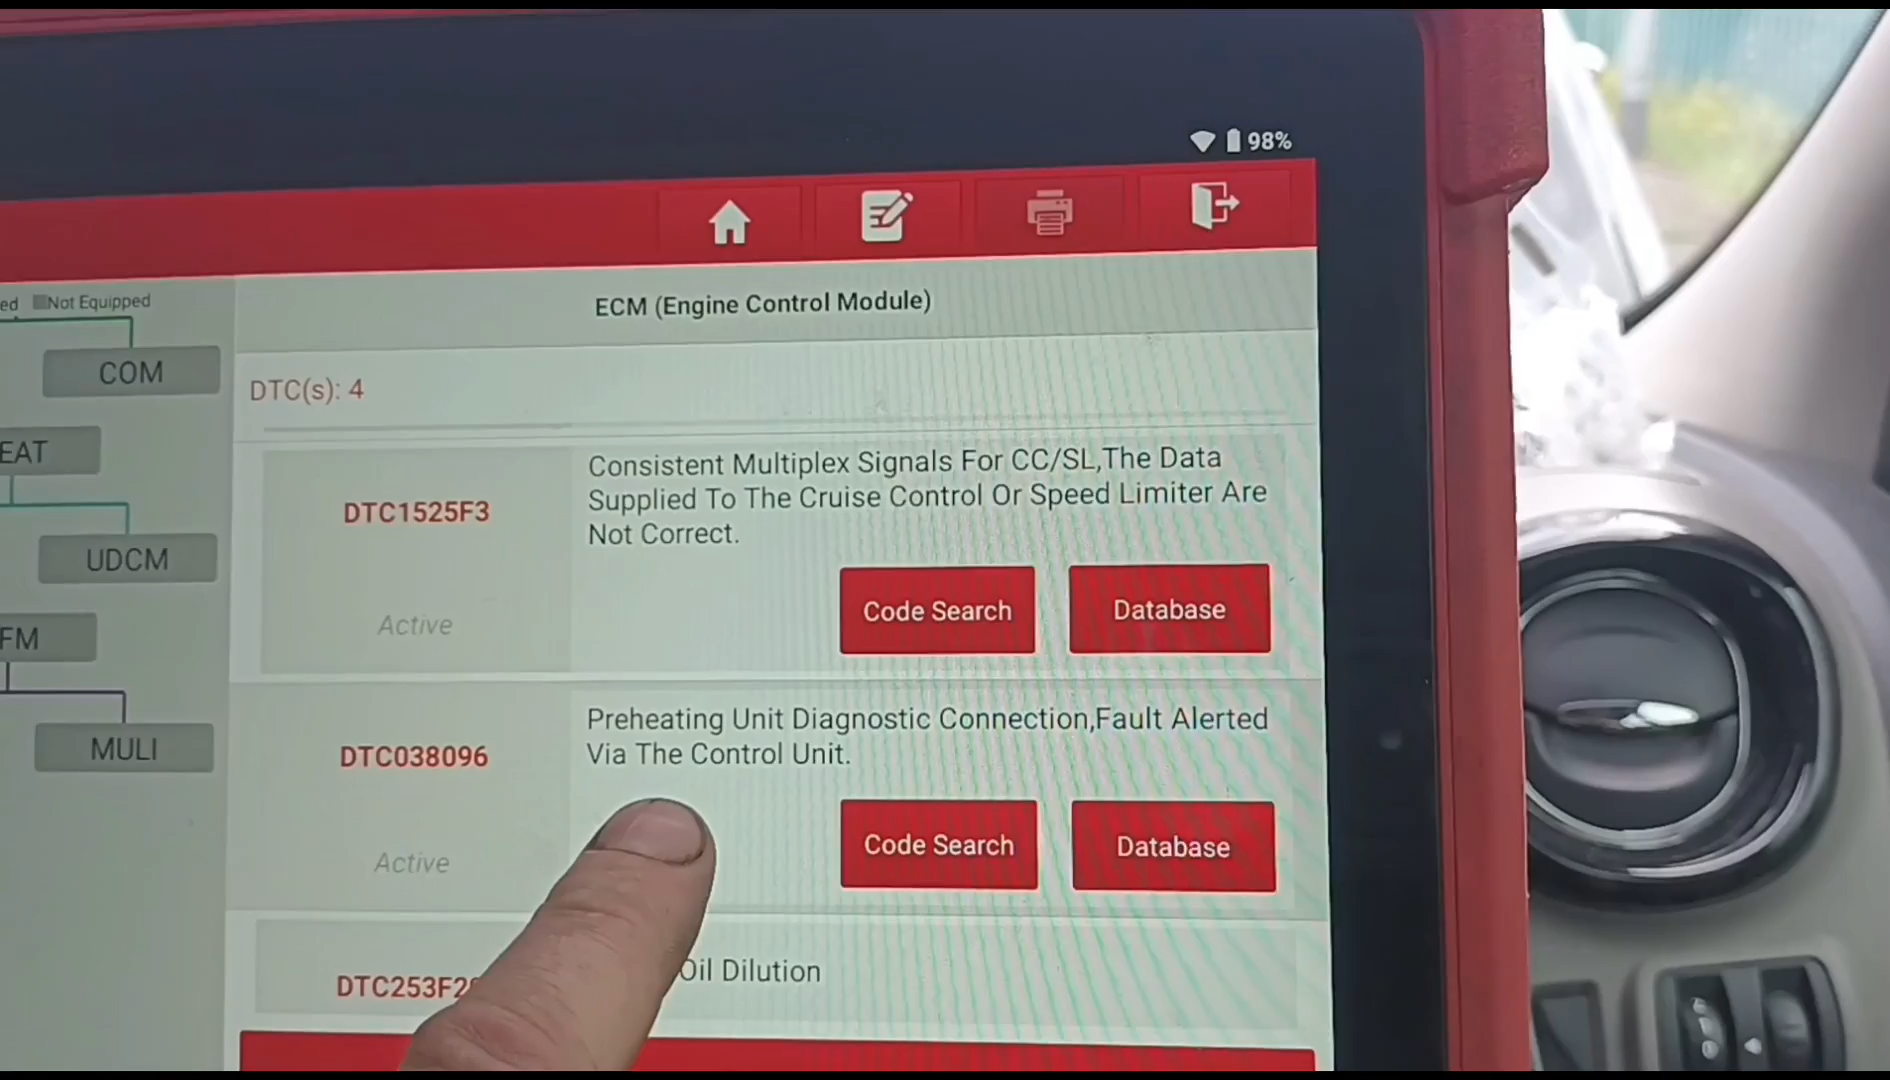 98%
ed Not Equipped
ECM (Engine Control Module)
COM
DTC(s): 4
EAT
Consistent Multiplex Signals For CC/SL,The Data
Supplied To The Cruise Control Or Speed Limiter Are
Not Correct.
DTC1525F3
UDCM
Active
Code Search
Database
FM
MULI
Preheating Unit Diagnostic Connection,Fault Alerted
Via The Control Unit.
DTC038096
Active
Code Search
Database
Oil Dilution
DTC253F2